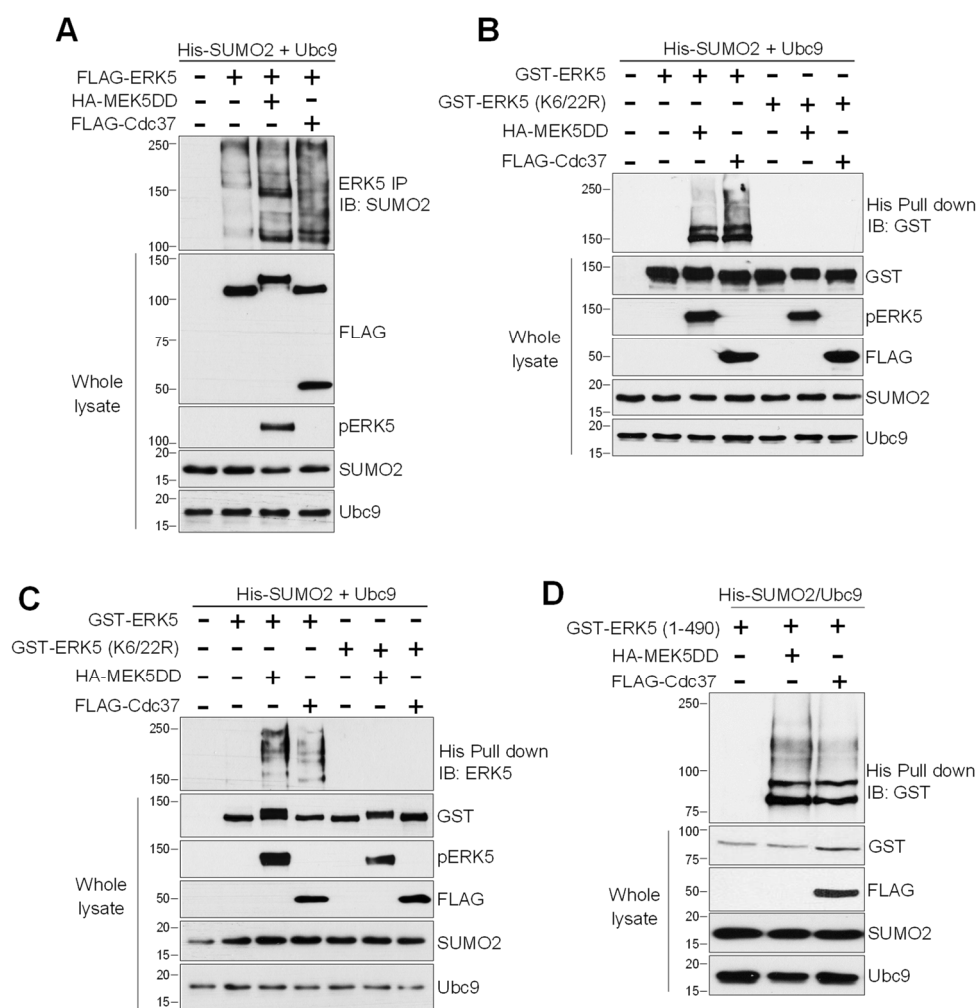 A
His-SUMO2 + Ubc9
FLAG-ERK5 - + + +
HA-MEK5DD - - + -
FLAG-Cdc37 - - - +
250
150
100
ERK5 IP
IB: SUMO2
150
100
75
50
FLAG
100
pERK5
20
15
SUMO2
20
15
Ubc9
Whole
lysate
B
His-SUMO2 + Ubc9
GST-ERK5 - + + + - - -
GST-ERK5 (K6/22R) - - - - + + +
HA-MEK5DD - - + - - + -
FLAG-Cdc37 - - - + - - +
250
150
His Pull down
IB: GST
150
GST
150
pERK5
50
FLAG
20
15
SUMO2
20
15
Ubc9
Whole
lysate
C
His-SUMO2 + Ubc9
GST-ERK5 - + + + - - -
GST-ERK5 (K6/22R) - - - - + + +
HA-MEK5DD - - + - - + -
FLAG-Cdc37 - - - + - - +
250
150
His Pull down
IB: ERK5
150
GST
150
pERK5
50
FLAG
20
15
SUMO2
20
15
Ubc9
Whole
lysate
D
His-SUMO2/Ubc9
GST-ERK5 (1-490) + + +
HA-MEK5DD - + -
FLAG-Cdc37 - - +
250
100
75
His Pull down
IB: GST
100
75
GST
50
FLAG
20
15
SUMO2
20
15
Ubc9
Whole
lysate